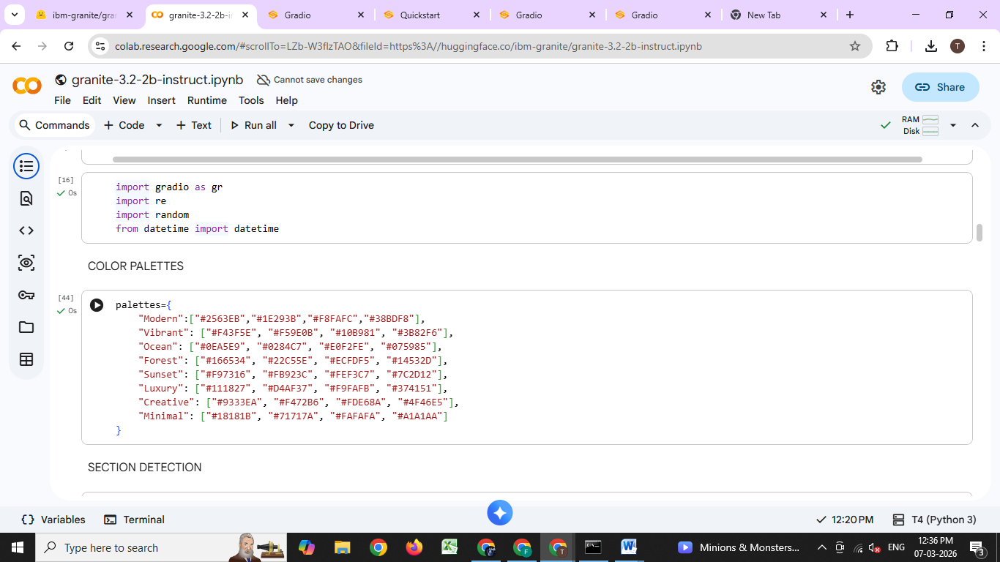 ibm-granite/gra
granite-3.2-2b-i
Gradio
Quickstart
Gradio
Gradio
New Tab
colab.research.google.com/#scrollTo=LZb-W3flzTAO&fileId=https%3A//huggingface.co/ibm-granite/granite-3.2-2b-instruct.ipynb
T
granite-3.2-2b-instruct.ipynb
Cannot save changes
File Edit View Insert Runtime Tools Help
Share
Commands + Code + Text Run all Copy to Drive
RAM
Disk
[16]
0s
import gradio as gr
import re
import random
from datetime import datetime
COLOR PALETTES
[44]
0s
palettes={
"Modern":["#2563EB","#1E293B","#F8FAFC","#38BDF8"],
"Vibrant": ["#F43F5E", "#F59E0B", "#10B981", "#3B82F6"],
"Ocean": ["#0EA5E9", "#0284C7", "#E0F2FE", "#075985"],
"Forest": ["#166534", "#22C55E", "#ECFDF5", "#14532D"],
"Sunset": ["#F97316", "#FB923C", "#FEF3C7", "#7C2D12"],
"Luxury": ["#111827", "#D4AF37", "#F9FAFB", "#374151"],
"Creative": ["#9333EA", "#F472B6", "#FDE68A", "#4F46E5"],
"Minimal": ["#18181B", "#71717A", "#FAFAFA", "#A1A1AA"]
}
SECTION DETECTION
Variables Terminal
12:20 PM
T4 (Python 3)
Type here to search
Minions & Monsters...
ENG
12:36 PM
07-03-2026
3